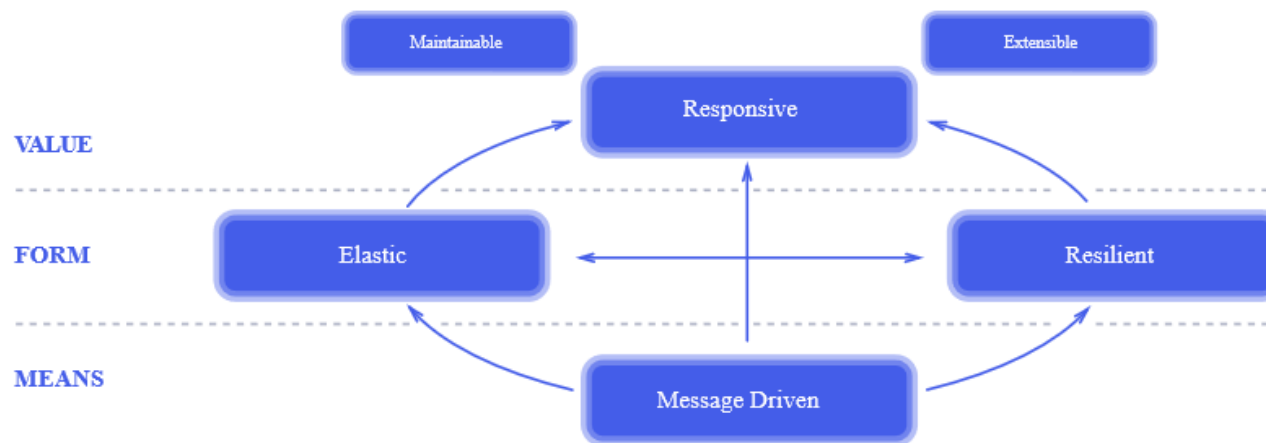 Maintainable
Extensible
Responsive
VALUE
FORM
Elastic
Resilient
MEANS
Message Driven